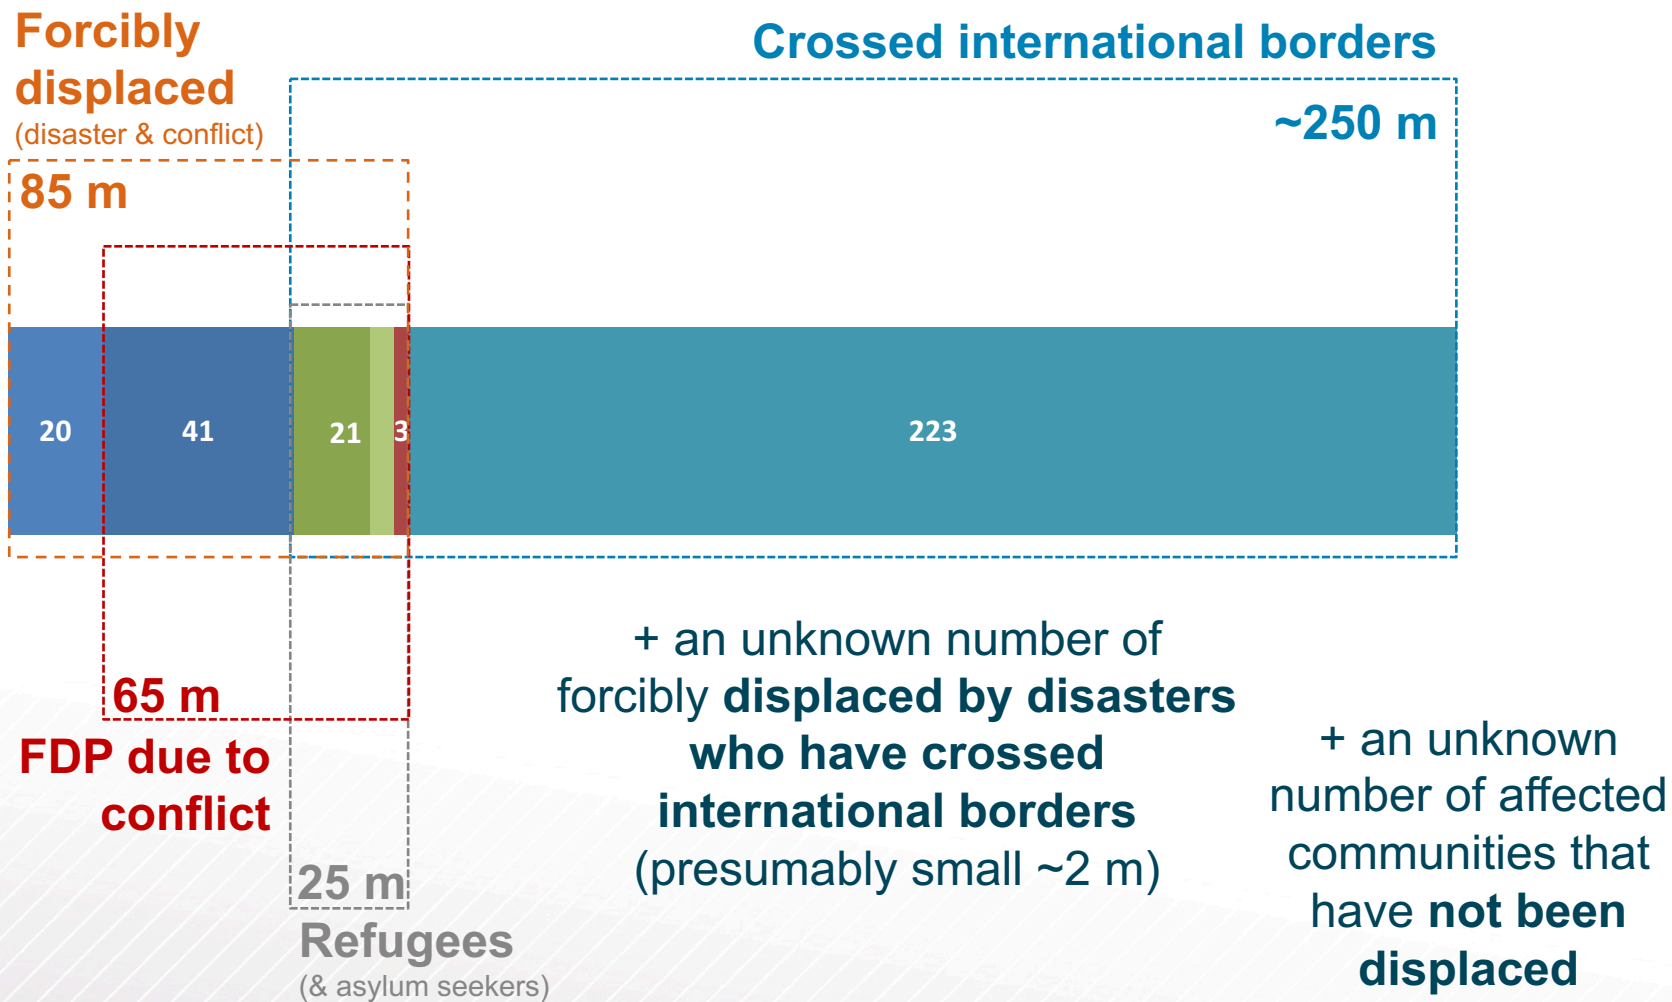 Forcibly
displaced
(disaster & conflict)
85 m
Crossed international borders
~250 m
20
41
21
3
223
65 m
FDP due to
conflict
25 m
Refugees
(& asylum seekers)
+ an unknown number of
forcibly displaced by disasters
who have crossed
international borders
(presumably small ~2 m)
+ an unknown
number of affected
communities that
have not been
displaced